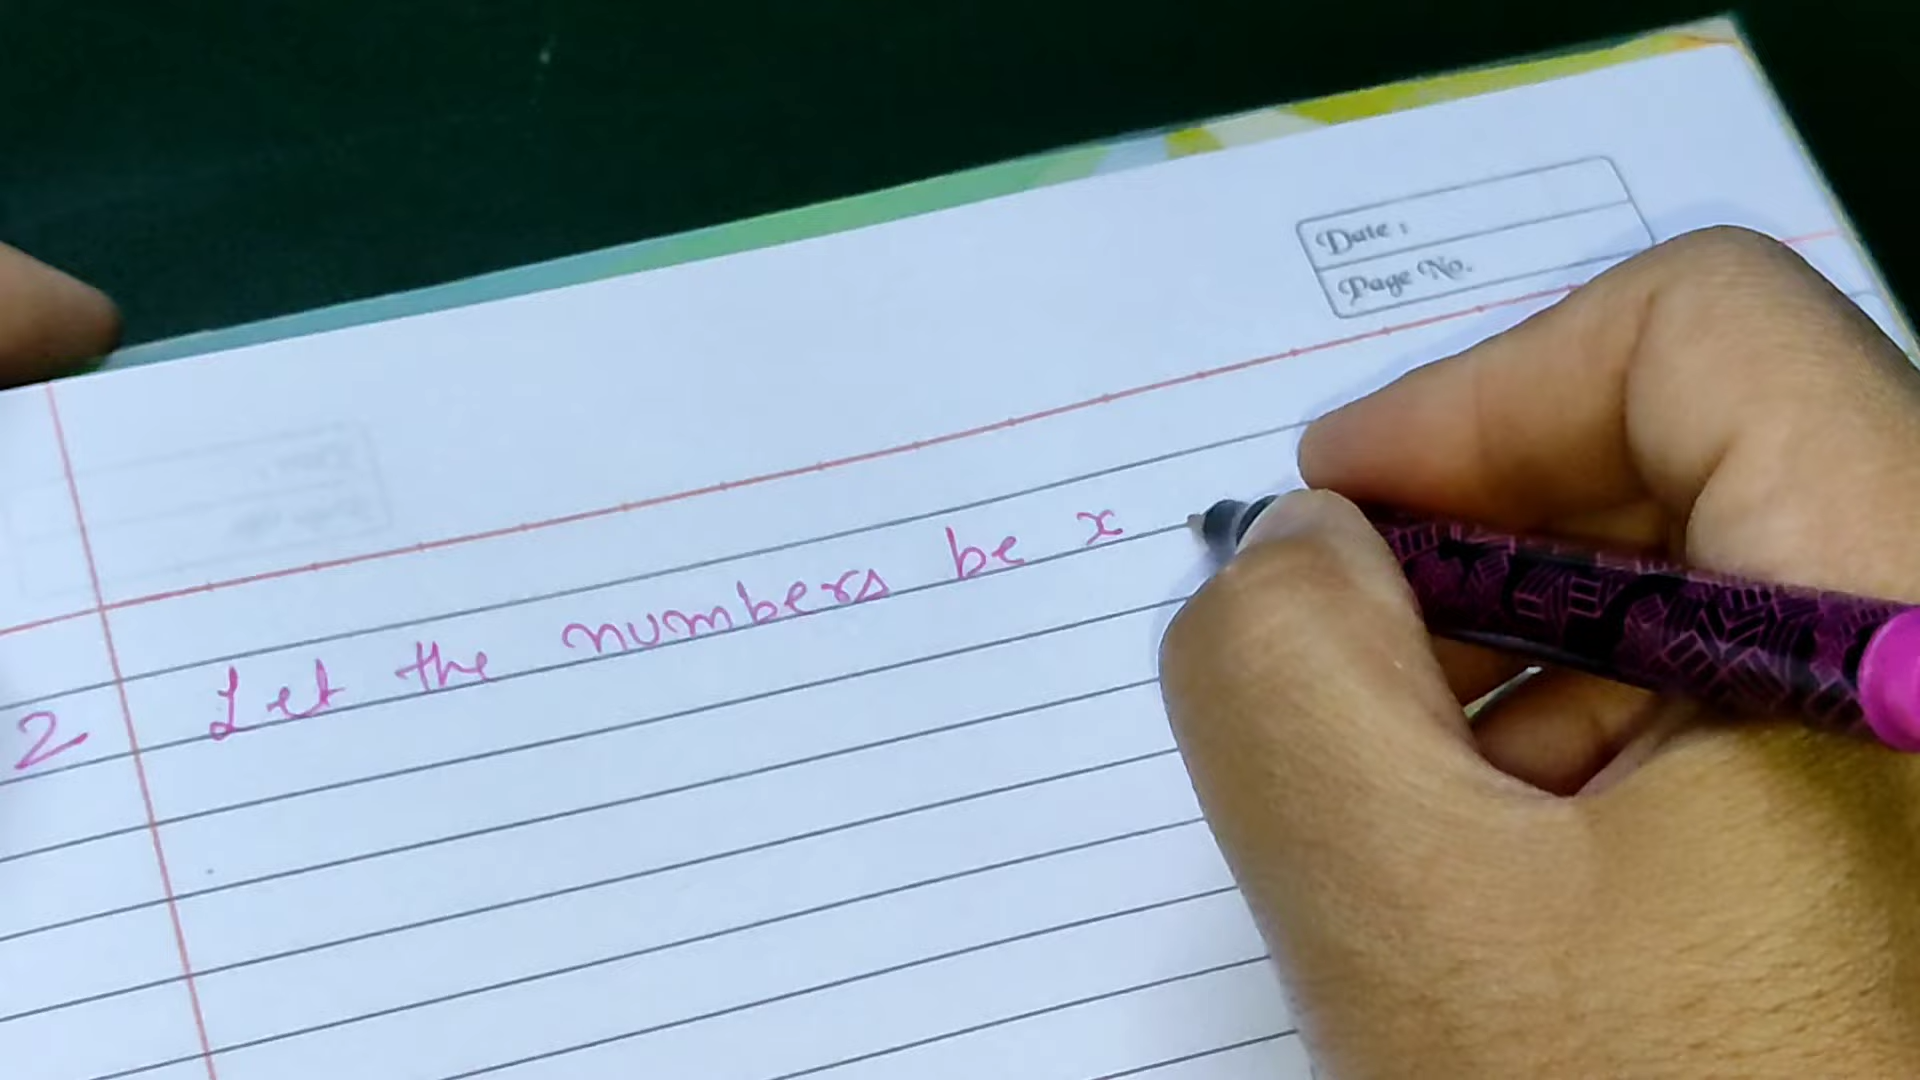 Date :
Page No.
2 Let the numbers be x